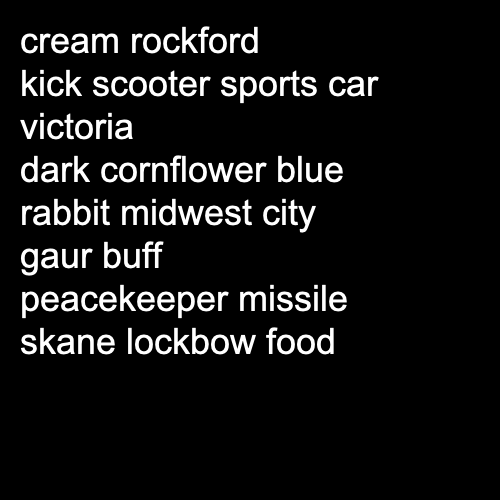 cream rockford
kick scooter sports car
victoria
dark cornflower blue
rabbit midwest city
gaur buff
peacekeeper missile
skane lockbow food